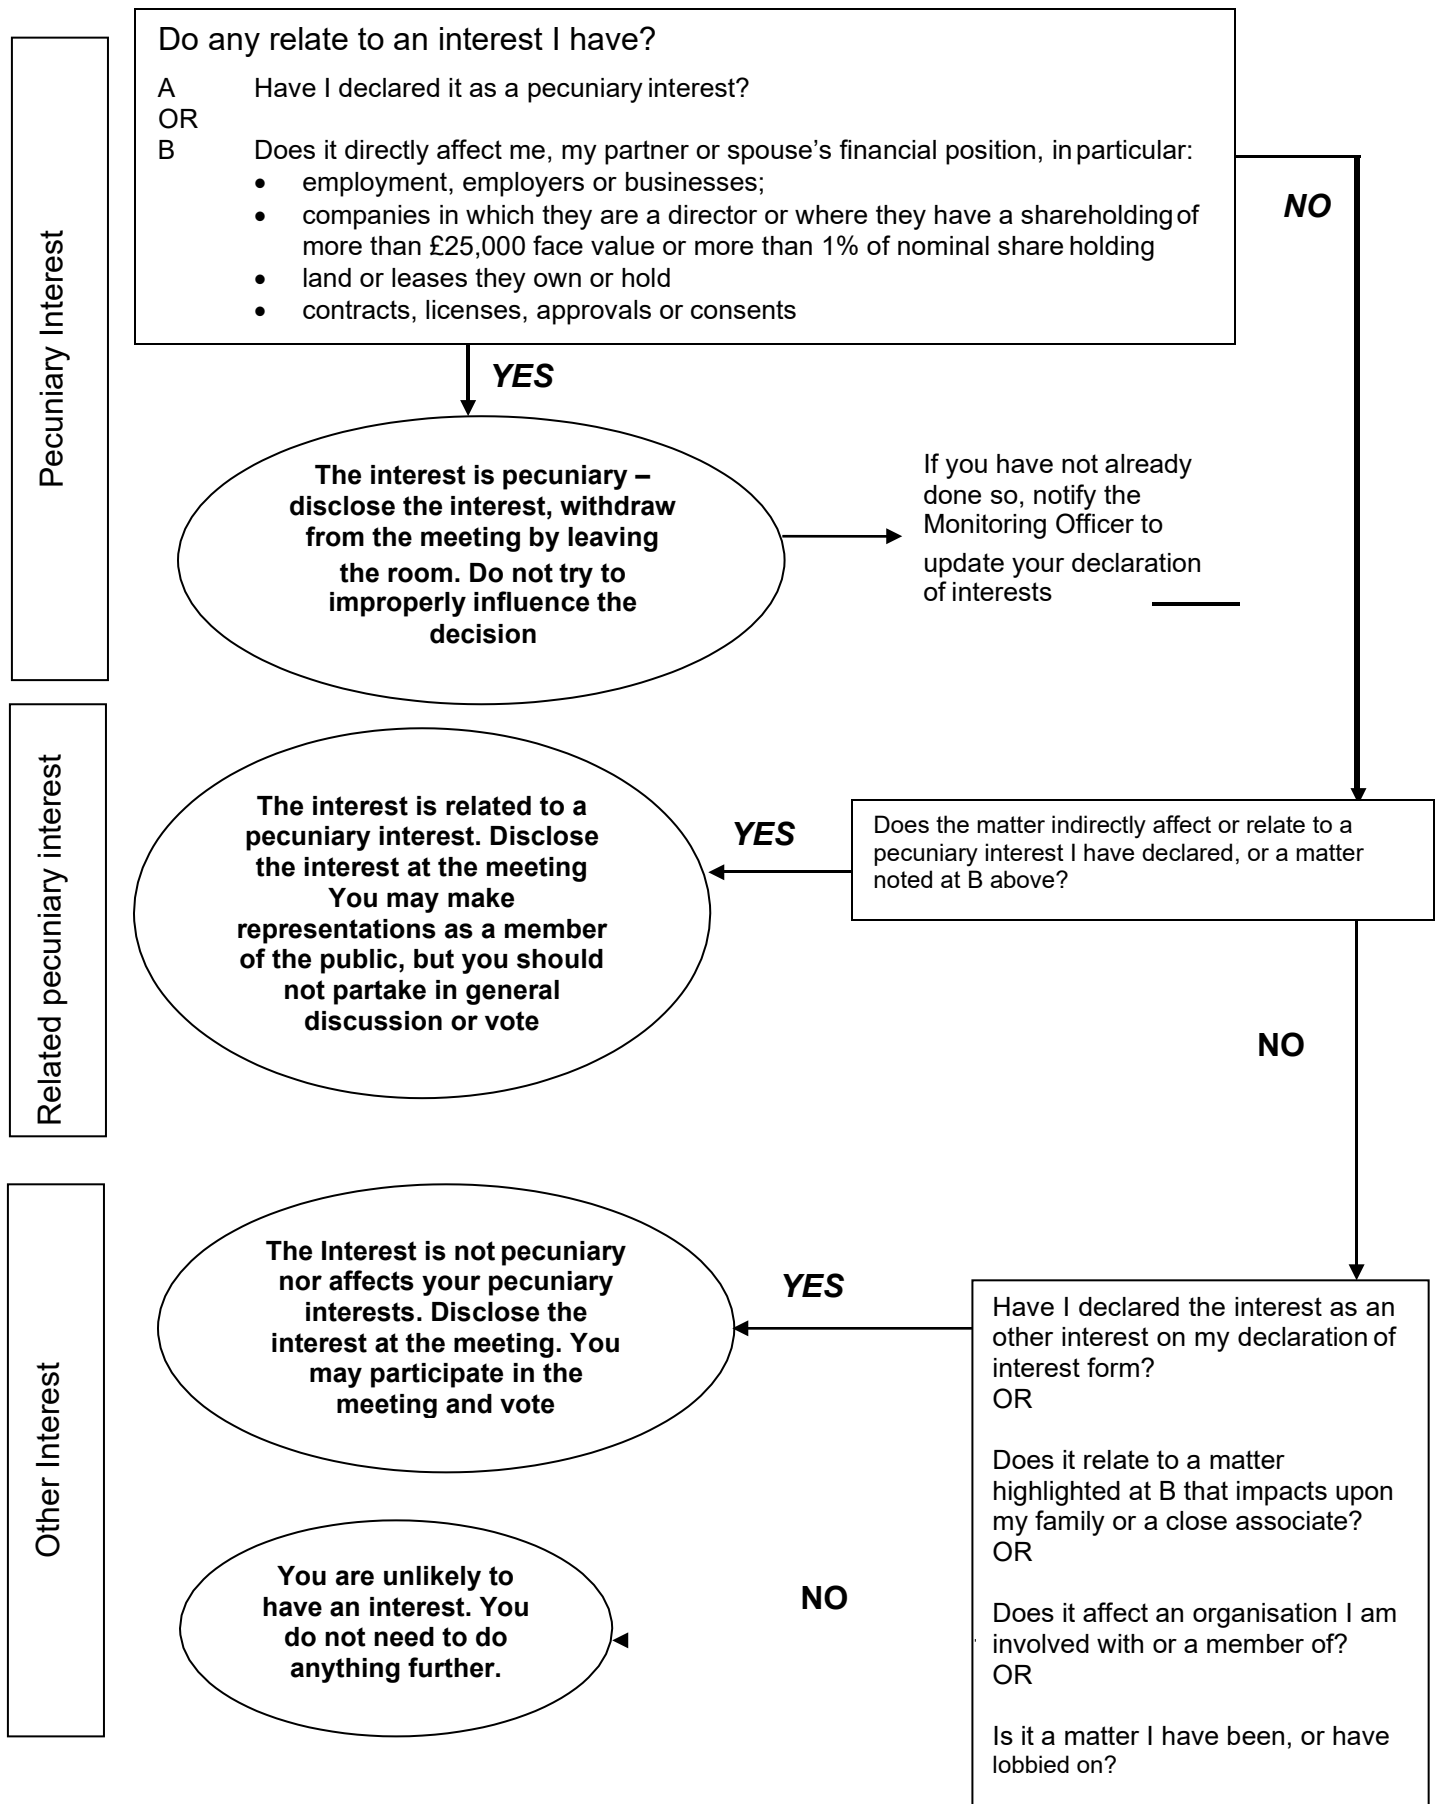 Pecuniary Interest
Do any relate to an interest I have?
A Have I declared it as a pecuniary interest?
OR
B Does it directly affect me, my partner or spouse’s financial position, in particular:
• employment, employers or businesses;
• companies in which they are a director or where they have a shareholding of
more than £25,000 face value or more than 1% of nominal share holding
• land or leases they own or hold
• contracts, licenses, approvals or consents
NO
YES
The interest is pecuniary –
disclose the interest, withdraw
from the meeting by leaving
the room. Do not try to
improperly influence the
decision
If you have not already
done so, notify the
Monitoring Officer to
update your declaration
of interests
Related pecuniary interest
The interest is related to a
pecuniary interest. Disclose
the interest at the meeting
You may make
representations as a member
of the public, but you should
not partake in general
discussion or vote
YES
Does the matter indirectly affect or relate to a
pecuniary interest I have declared, or a matter
noted at B above?
NO
Other Interest
The Interest is not pecuniary
nor affects your pecuniary
interests. Disclose the
interest at the meeting. You
may participate in the
meeting and vote
YES
Have I declared the interest as an
other interest on my declaration of
interest form?
OR
Does it relate to a matter
highlighted at B that impacts upon
my family or a close associate?
OR
Does it affect an organisation I am
involved with or a member of?
OR
Is it a matter I have been, or have
lobbied on?
NO
You are unlikely to
have an interest. You
do not need to do
anything further.